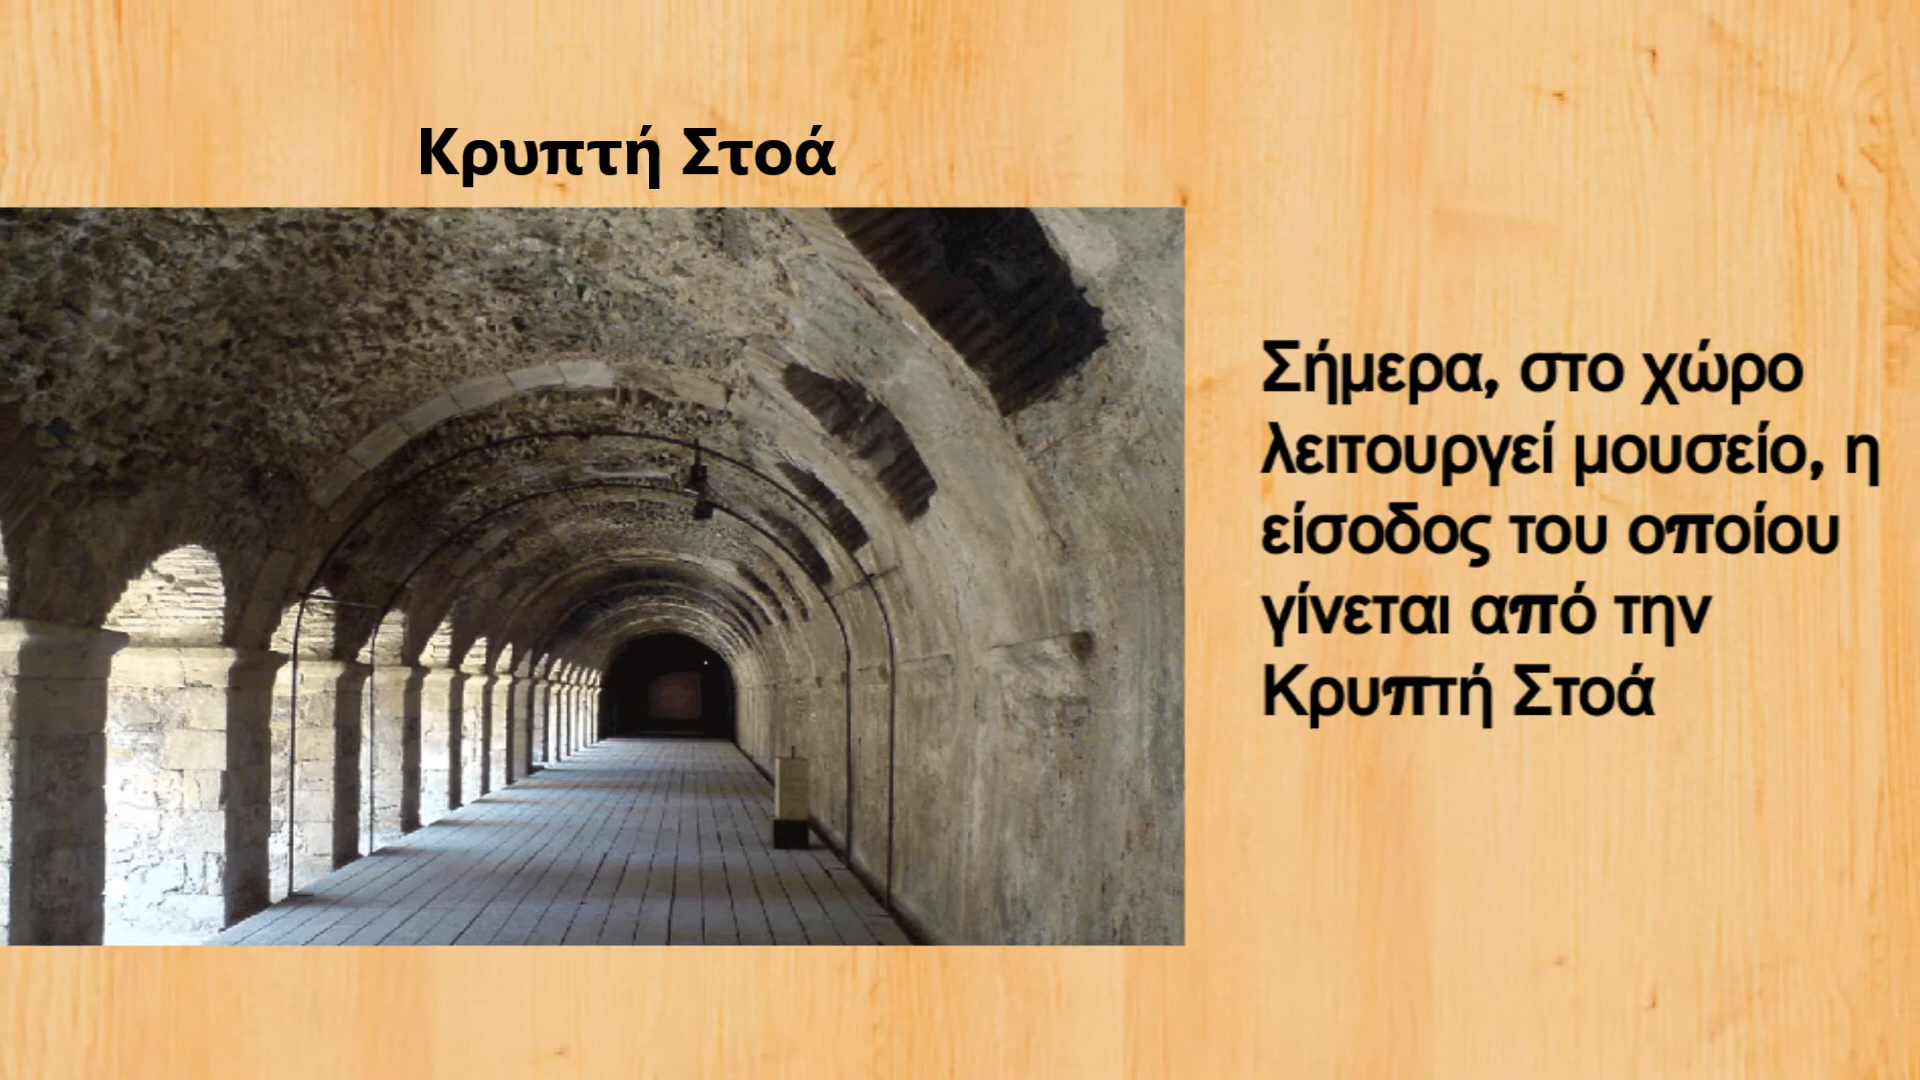 Κρυπτή Στοά
Σήμερα, στο χώρο
λειτουργεί μουσείο, η
είσοδος του οποίου
γίνεται από την
Κρυπτή Στοά